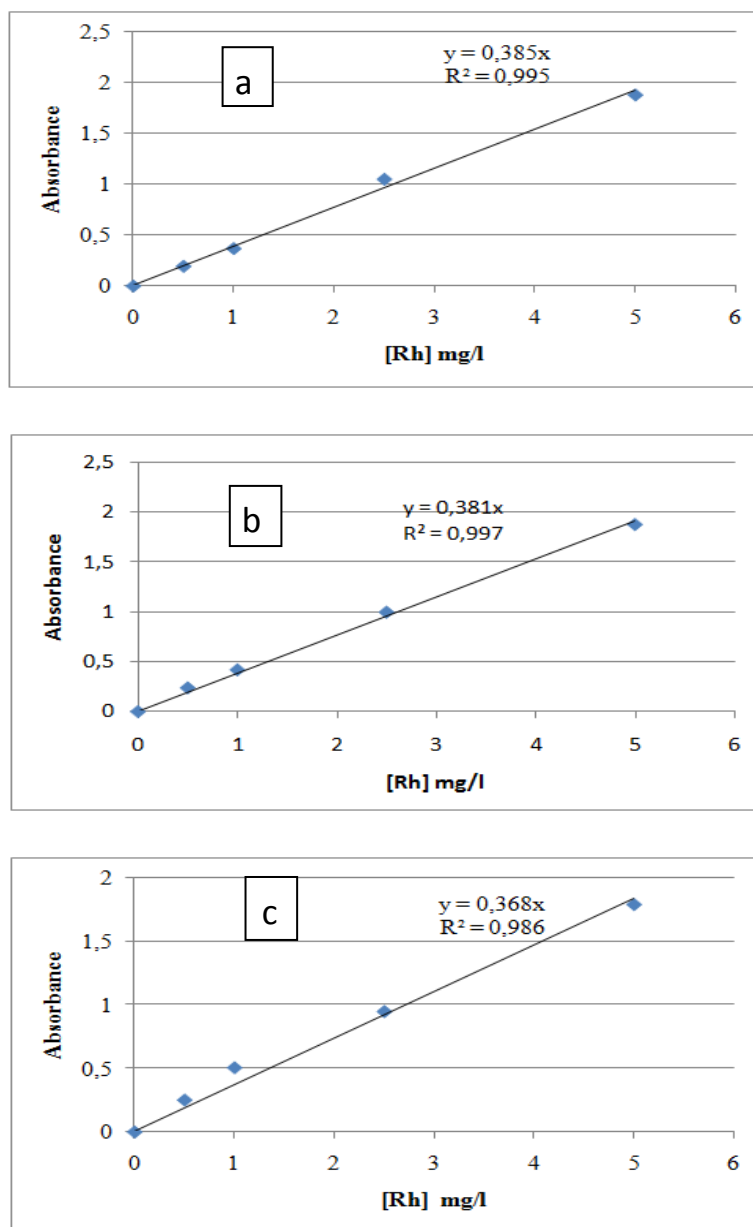 a
y = 0,385x
R² = 0,995
2,5
2
1,5
1
0,5
0
Absorbance
0 1 2 3 4 5 6
[Rh] mg/l
b
y = 0,381x
R² = 0,997
2,5
2
1,5
1
0,5
0
Absorbance
0 1 2 3 4 5 6
[Rh] mg/l
c
y = 0,368x
R² = 0,986
2
1,5
1
0,5
0
Absorbance
0 1 2 3 4 5 6
[Rh] mg/l